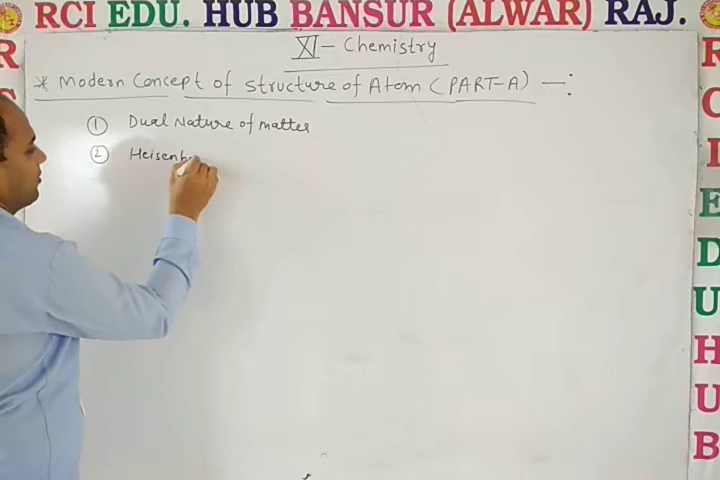 RCI EDU. HUB BANSUR (ALWAR) RAJ.
XI - Chemistry
* Modern Concept of Structure of Atom (PART-A) -:
① Dual Nature of matter
② Heisenb
R
R
C
I
E
D
U
H
U
B